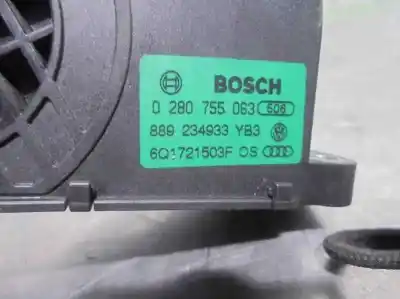 BOSCH
0 280 755 063 506
889 234933 YB3
6Q1721503F OS